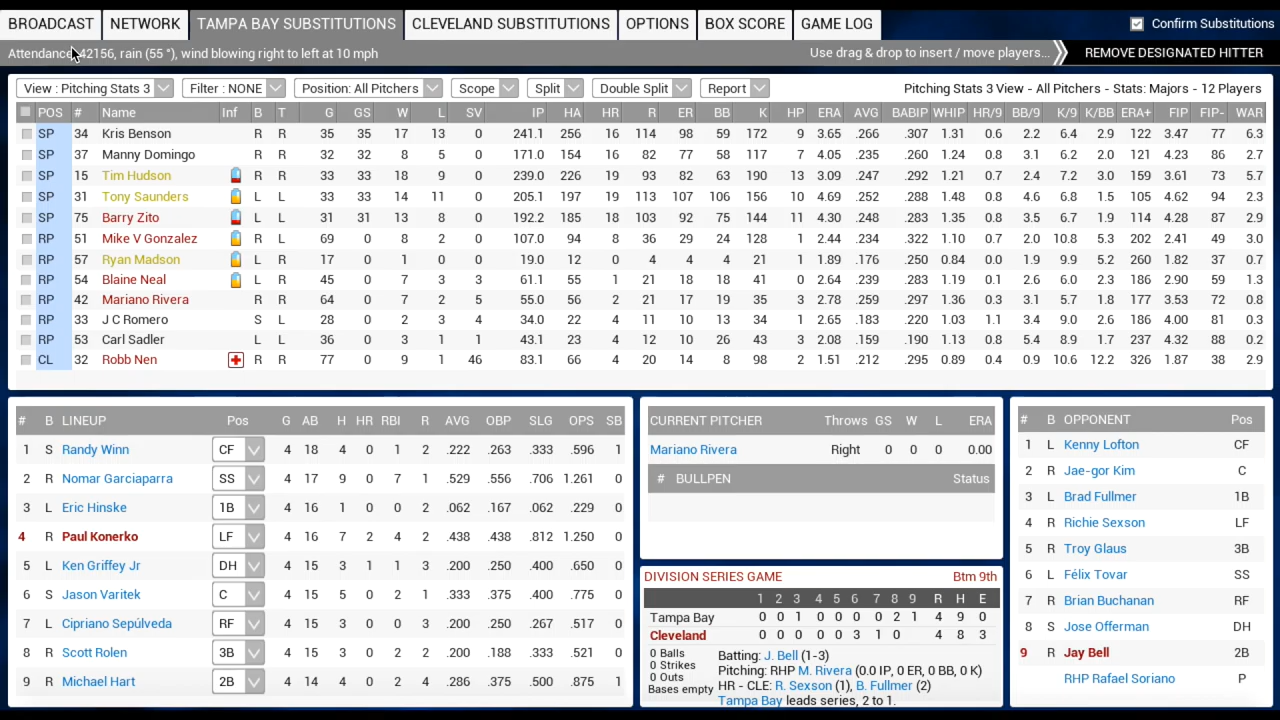 BROADCAST NETWORK TAMPA BAY SUBSTITUTIONS CLEVELAND SUBSTITUTIONS OPTIONS BOX SCORE GAME LOG Confirm Substitutions
Attendance: 42156, rain (55 °), wind blowing right to left at 10 mph Use drag & drop to insert / move players... REMOVE DESIGNATED HITTER
View : Pitching Stats 3 Filter : NONE Position: All Pitchers Scope Split Double Split Report Pitching Stats 3 View - All Pitchers - Stats: Majors - 12 Players
POS # Name Inf B T G GS W L SV IP HA HR R ER BB K HP ERA AVG BABIP WHIP HR/9 BB/9 K/9 K/BB ERA+ FIP FIP- WAR
SP 34 Kris Benson R R 35 35 17 13 0 241.1 256 16 114 98 59 172 9 3.65 .266 .307 1.31 0.6 2.2 6.4 2.9 122 3.47 77 6.3
SP 37 Manny Domingo R R 32 32 8 5 0 171.0 154 16 82 77 58 117 7 4.05 .235 .260 1.24 0.8 3.1 6.2 2.0 121 4.23 86 2.7
SP 15 Tim Hudson R R 33 33 18 9 0 239.0 226 19 93 82 63 190 13 3.09 .247 .292 1.21 0.7 2.4 7.2 3.0 159 3.61 73 5.7
SP 31 Tony Saunders L L 33 33 14 11 0 205.1 197 19 113 107 106 156 10 4.69 .252 .288 1.48 0.8 4.6 6.8 1.5 105 4.62 94 2.3
SP 75 Barry Zito L L 31 31 13 8 0 192.2 185 18 103 92 75 144 11 4.30 .248 .283 1.35 0.8 3.5 6.7 1.9 114 4.28 87 2.9
RP 51 Mike V Gonzalez R L 69 0 8 2 0 107.0 94 8 36 29 24 128 1 2.44 .234 .322 1.10 0.7 2.0 10.8 5.3 202 2.41 49 3.0
RP 57 Ryan Madson L R 17 0 1 0 0 19.0 12 0 4 4 4 21 1 1.89 .176 .250 0.84 0.0 1.9 9.9 5.2 260 1.82 37 0.7
RP 54 Blaine Neal L R 45 0 7 3 3 61.1 55 1 21 18 18 41 0 2.64 .239 .283 1.19 0.1 2.6 6.0 2.3 186 2.90 59 1.3
RP 42 Mariano Rivera R R 64 0 7 2 5 55.0 56 2 21 17 19 35 3 2.78 .259 .297 1.36 0.3 3.1 5.7 1.8 177 3.53 72 0.8
RP 33 J C Romero S L 28 0 2 3 4 34.0 22 4 11 10 13 34 1 2.65 .183 .220 1.03 1.1 3.4 9.0 2.6 186 4.00 81 0.3
RP 53 Carl Sadler L L 36 0 3 1 1 43.1 23 4 12 10 26 43 3 2.08 .159 .190 1.13 0.8 5.4 8.9 1.7 237 4.32 88 0.2
CL 32 Robb Nen R R 77 0 9 1 46 83.1 66 4 20 14 8 98 2 1.51 .212 .295 0.89 0.4 0.9 10.6 12.2 326 1.87 38 2.9
# B LINEUP Pos G AB H HR RBI R AVG OBP SLG OPS SB
1 S Randy Winn CF 4 18 4 0 1 2 .222 .263 .333 .596 1
2 R Nomar Garciaparra SS 4 17 9 0 7 1 .529 .556 .706 1.261 0
3 L Eric Hinske 1B 4 16 1 0 0 2 .062 .167 .062 .229 0
4 R Paul Konerko LF 4 16 7 2 4 2 .438 .438 .812 1.250 0
5 L Ken Griffey Jr DH 4 15 3 1 1 3 .200 .250 .400 .650 0
6 S Jason Varitek C 4 15 5 0 2 1 .333 .375 .400 .775 0
7 L Cipriano Sepúlveda RF 4 15 3 0 0 3 .200 .250 .267 .517 0
8 R Scott Rolen 3B 4 15 3 0 2 2 .200 .188 .333 .521 0
9 R Michael Hart 2B 4 14 4 0 2 4 .286 .375 .500 .875 1
CURRENT PITCHER Throws GS W L ERA
Mariano Rivera Right 0 0 0 0.00
# BULLPEN Status
DIVISION SERIES GAME Btm 9th
1 2 3 4 5 6 7 8 9 R H E
Tampa Bay 0 0 1 0 0 0 0 2 1 4 9 0
Cleveland 0 0 0 0 0 3 1 0 4 8 3
0 Balls
0 Strikes
0 Outs
Bases empty
Batting: J. Bell (1-3)
Pitching: RHP M. Rivera (0.0 IP, 0 ER, 0 BB, 0 K)
HR - CLE: R. Sexson (1), B. Fullmer (2)
Tampa Bay leads series, 2 to 1.
# B OPPONENT Pos
1 L Kenny Lofton CF
2 R Jae-gor Kim C
3 L Brad Fullmer 1B
4 R Richie Sexson LF
5 R Troy Glaus 3B
6 L Félix Tovar SS
7 R Brian Buchanan RF
8 S Jose Offerman DH
9 R Jay Bell 2B
RHP Rafael Soriano P